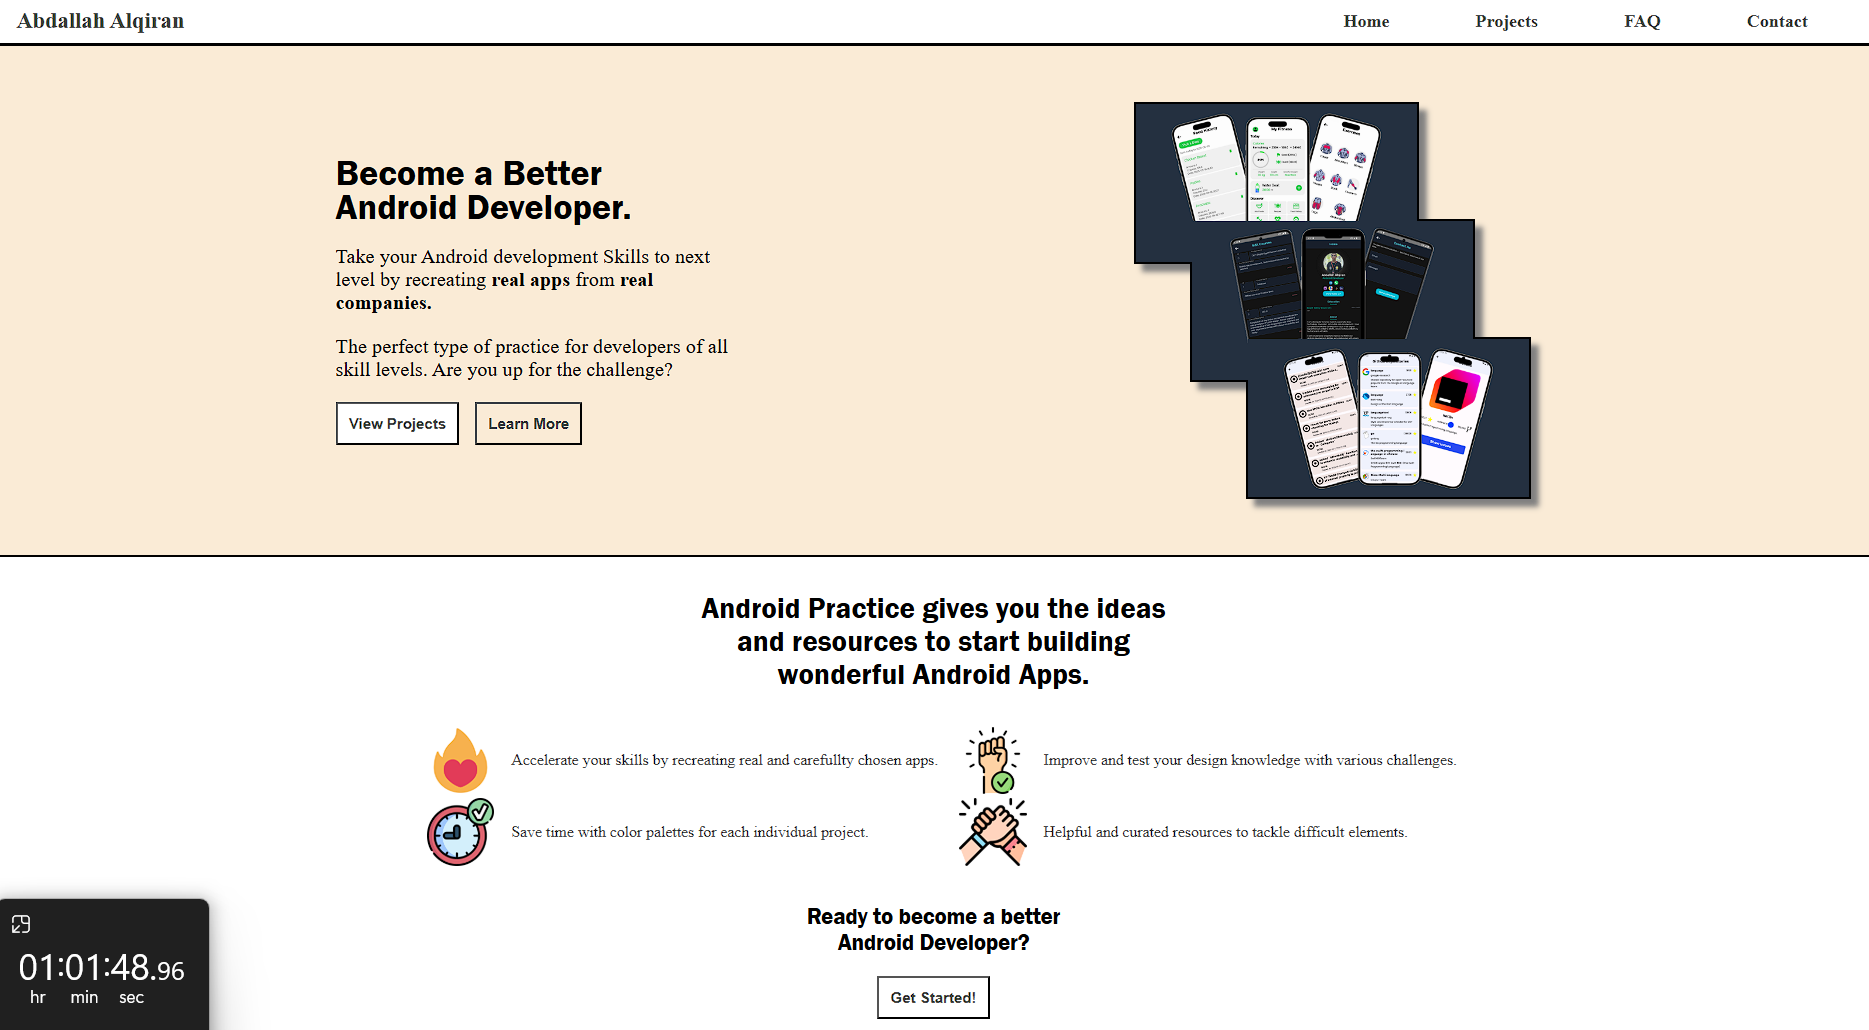 Abdallah Alqiran
Home
Projects
FAQ
Contact
Become a Better
Android Developer.
Take your Android development Skills to next
level by recreating real apps from real
companies.
The perfect type of practice for developers of all
skill levels. Are you up for the challenge?
View Projects
Learn More
My Fitness
Android Practice gives you the ideas
and resources to start building
wonderful Android Apps.
Accelerate your skills by recreating real and carefullty chosen apps.
Improve and test your design knowledge with various challenges.
Save time with color palettes for each individual project.
Helpful and curated resources to tackle difficult elements.
Ready to become a better
Android Developer?
Get Started!
01:01:48.96
hr min sec